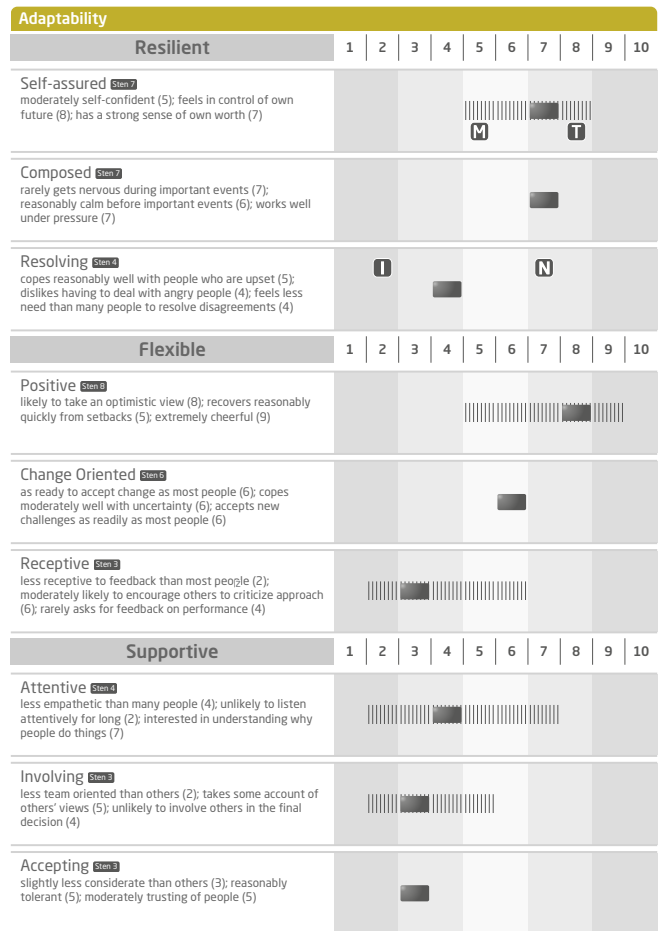 Adaptability
Resilient 1 2 3 4 5 6 7 8 9 10
Self-assured Sten 7
moderately self-confident (5); feels in control of own
future (8); has a strong sense of own worth (7)
M T
Composed Sten 7
rarely gets nervous during important events (7);
reasonably calm before important events (6); works well
under pressure (7)
Resolving Sten 4
I N
copes reasonably well with people who are upset (5);
dislikes having to deal with angry people (4); feels less
need than many people to resolve disagreements (4)
Flexible 1 2 3 4 5 6 7 8 9 10
Positive Sten 8
likely to take an optimistic view (8); recovers reasonably
quickly from setbacks (5); extremely cheerful (9)
Change Oriented Sten 6
as ready to accept change as most people (6); copes
moderately well with uncertainty (6); accepts new
challenges as readily as most people (6)
Receptive Sten 3
less receptive to feedback than most people (2);
moderately likely to encourage others to criticize approach
(6); rarely asks for feedback on performance (4)
Supportive 1 2 3 4 5 6 7 8 9 10
Attentive Sten 4
less empathetic than many people (4); unlikely to listen
attentively for long (2); interested in understanding why
people do things (7)
Involving Sten 3
less team oriented than others (2); takes some account of
others' views (5); unlikely to involve others in the final
decision (4)
Accepting Sten 3
slightly less considerate than others (3); reasonably
tolerant (5); moderately trusting of people (5)